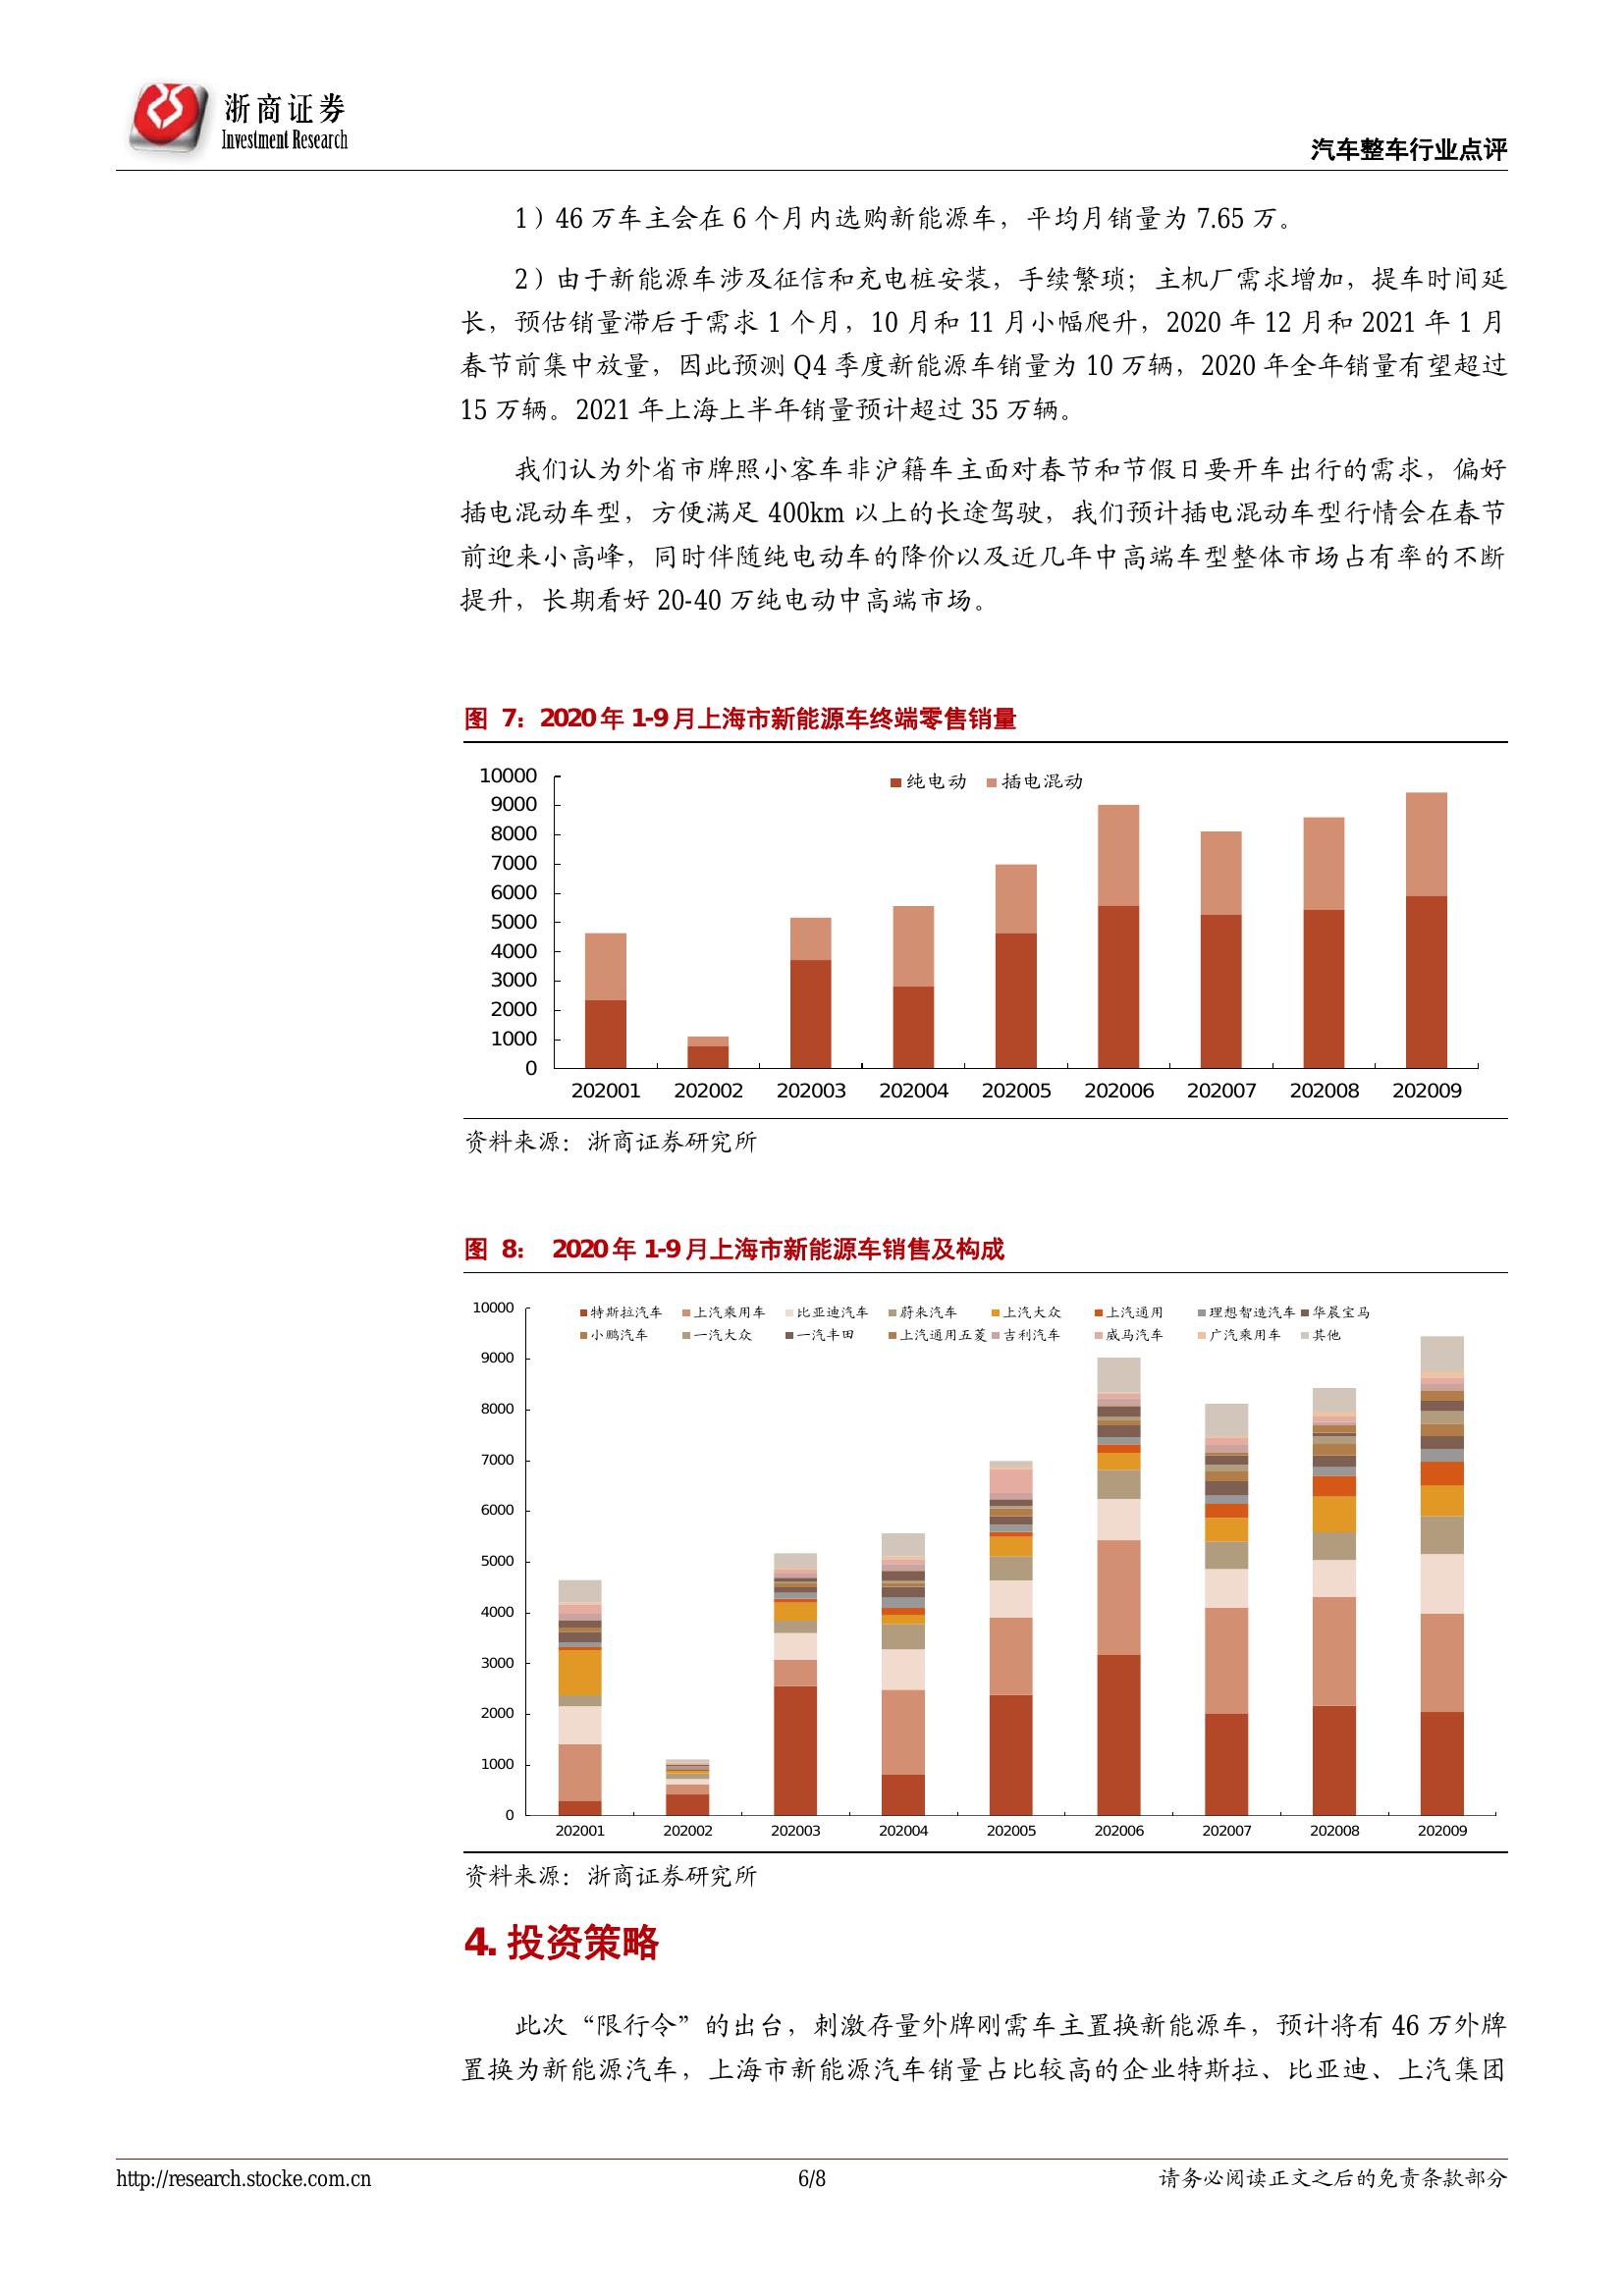 浙商证券
Investment Research
汽车整车行业点评
1）46 万车主会在 6 个月内选购新能源车，平均月销量为 7.65 万。
2）由于新能源车涉及征信和充电桩安装，手续繁琐；主机厂需求增加，提车时间延
长，预估销量滞后于需求 1 个月，10 月和 11 月小幅爬升，2020 年 12 月和 2021 年 1 月
春节前集中放量，因此预测 Q4 季度新能源车销量为 10 万辆，2020 年全年销量有望超过
15 万辆。2021 年上海上半年销量预计超过 35 万辆。
我们认为外省市牌照小客车非沪籍车主面对春节和节假日要开车出行的需求，偏好
插电混动车型，方便满足 400km 以上的长途驾驶，我们预计插电混动车型行情会在春节
前迎来小高峰，同时伴随纯电动车的降价以及近几年中高端车型整体市场占有率的不断
提升，长期看好 20-40 万纯电动中高端市场。
图 7：2020 年 1-9 月上海市新能源车终端零售销量
纯电动 插电混动
10000
9000
8000
7000
6000
5000
4000
3000
2000
1000
0
202001 202002 202003 202004 202005 202006 202007 202008 202009
资料来源：浙商证券研究所
图 8： 2020 年 1-9 月上海市新能源车销售及构成
特斯拉汽车 上汽乘用车 比亚迪汽车 蔚来汽车 上汽大众 上汽通用 理想智造汽车 华晨宝马
小鹏汽车 一汽大众 一汽丰田 上汽通用五菱 吉利汽车 威马汽车 广汽乘用车 其他
10000
9000
8000
7000
6000
5000
4000
3000
2000
1000
0
202001 202002 202003 202004 202005 202006 202007 202008 202009
资料来源：浙商证券研究所
4. 投资策略
此次“限行令”的出台，刺激存量外牌刚需车主置换新能源车，预计将有 46 万外牌
置换为新能源汽车，上海市新能源汽车销量占比较高的企业特斯拉、比亚迪、上汽集团
http://research.stocke.com.cn
6/8
请务必阅读正文之后的免责条款部分